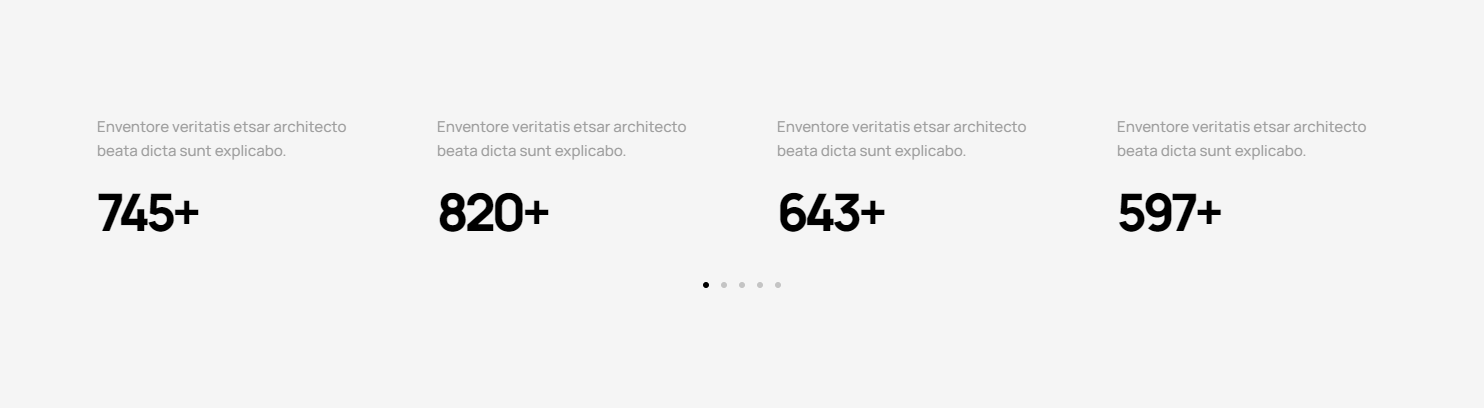 Enventore veritatis etsar architecto
beata dicta sunt explicabo.
745+
Enventore veritatis etsar architecto
beata dicta sunt explicabo.
820+
Enventore veritatis etsar architecto
beata dicta sunt explicabo.
643+
Enventore veritatis etsar architecto
beata dicta sunt explicabo.
597+